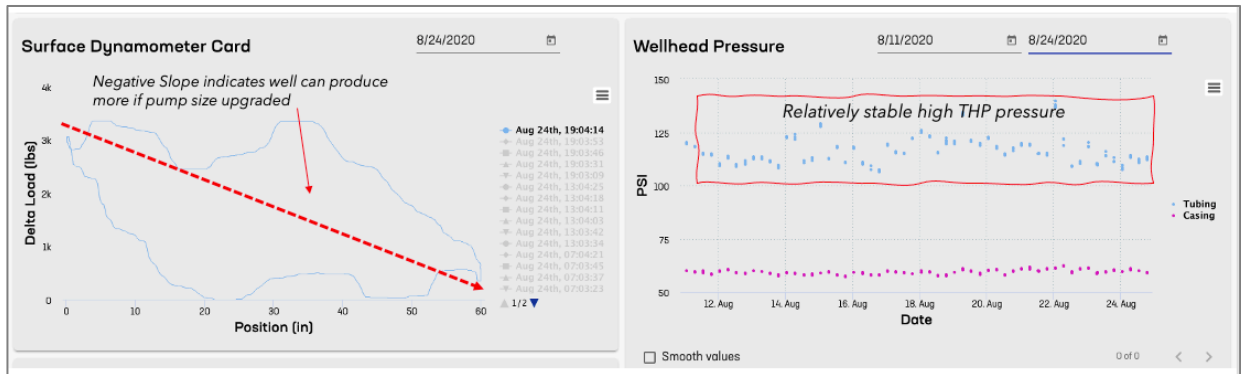 Surface Dynamometer Card
8/24/2020
Negative Slope indicates well can produce
more if pump size upgraded
4k
3k
2k
1k
0
Delta Load (lbs)
0 10 20 30 40 50 60
Position (in)
Aug 24th, 19:04:14
Aug 24th, 19:03:53
Aug 24th, 19:03:46
Aug 24th, 19:03:31
Aug 24th, 19:03:09
Aug 24th, 13:04:25
Aug 24th, 13:04:18
Aug 24th, 13:04:11
Aug 24th, 13:04:03
Aug 24th, 13:03:42
Aug 24th, 13:03:34
Aug 24th, 07:04:21
Aug 24th, 07:03:45
Aug 24th, 07:03:37
Aug 24th, 07:03:23
1/2
Wellhead Pressure
8/11/2020 8/24/2020
Relatively stable high THP pressure
150
125
100
75
50
PSI
12. Aug 14. Aug 16. Aug 18. Aug 20. Aug 22. Aug 24. Aug
Date
Tubing
Casing
Smooth values
0 of 0